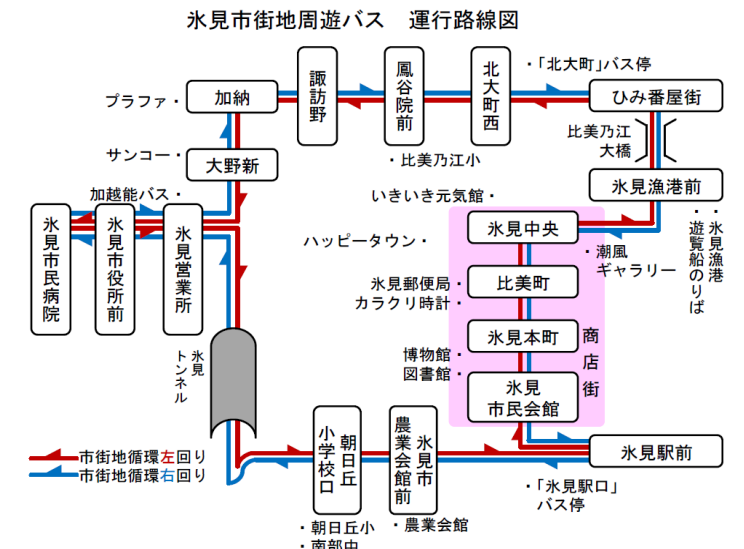 氷見市街地周遊バス　運行路線図
・「北大町」バス停
プラファ・
加納
諏訪野
鳳谷院前
北大町西
ひみ番屋街
・比美乃江小
比美乃江
大橋
サンコー・
大野新
加越能バス・
いきいき元気館・
氷見漁港前
氷見市民病院
氷見市役所前
氷見営業所
ハッピータウン・
氷見中央
・潮風
ギャラリー
・氷見漁港
・遊覧船のりば
氷見郵便局・
カラクリ時計・
比美町
博物館・
図書館・
氷見本町
商店街
氷見
市民会館
氷見
トンネル
市街地循環左回り
市街地循環右回り
朝日丘
小学校口
氷見市
農業会館前
氷見駅前
・「氷見駅口」
バス停
・朝日丘小
・南部中
・農業会館